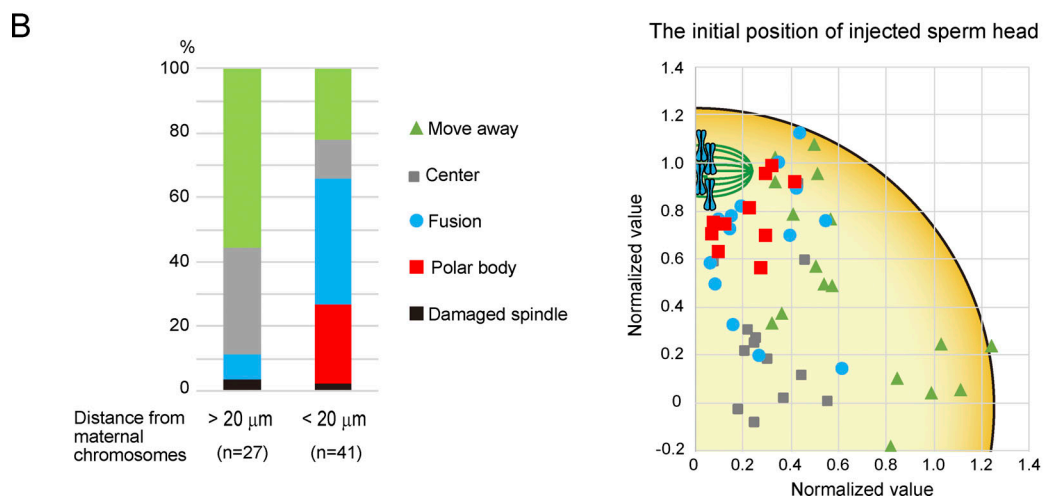 B
%
100
80
60
40
20
0
Distance from
maternal
chromosomes
> 20 μm
(n=27)
< 20 μm
(n=41)
Move away
Center
Fusion
Polar body
Damaged spindle
The initial position of injected sperm head
Normalized value
1.4
1.2
1.0
0.8
0.6
0.4
0.2
0
-0.2
0 0.2 0.4 0.6 0.8 1.0 1.2 1.4
Normalized value